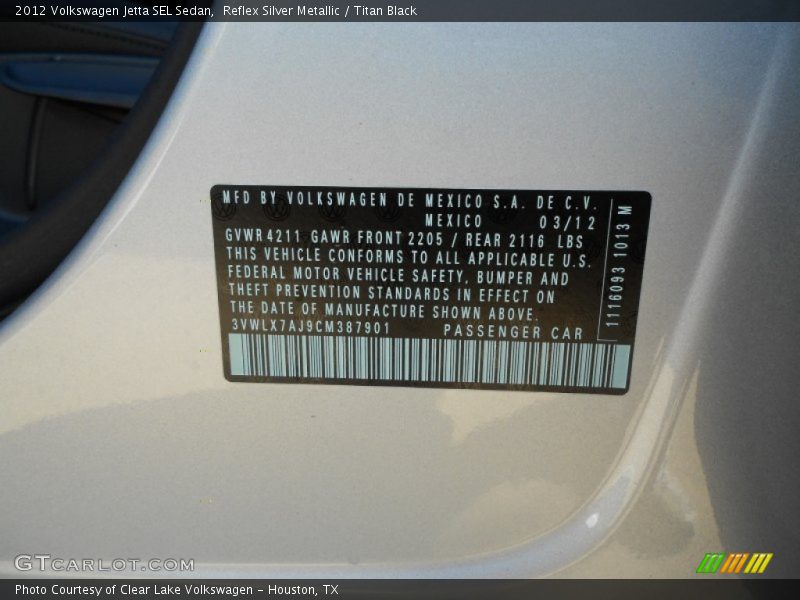 2012 Volkswagen Jetta SEL Sedan,  Reflex Silver Metallic / Titan Black
MFD BY VOLKSWAGEN DE MEXICO S.A. DE C.V.
MEXICO 03/12
GVWR 4211 GAWR FRONT 2205 / REAR 2116 LBS
THIS VEHICLE CONFORMS TO ALL APPLICABLE U.S.
FEDERAL MOTOR VEHICLE SAFETY, BUMPER AND
THEFT PREVENTION STANDARDS IN EFFECT ON
THE DATE OF MANUFACTURE SHOWN ABOVE.
3VWLX7AJ9CM387901 PASSENGER CAR
1116093 1013 M
GTCarLot.com
Photo Courtesy of Clear Lake Volkswagen - Houston, TX